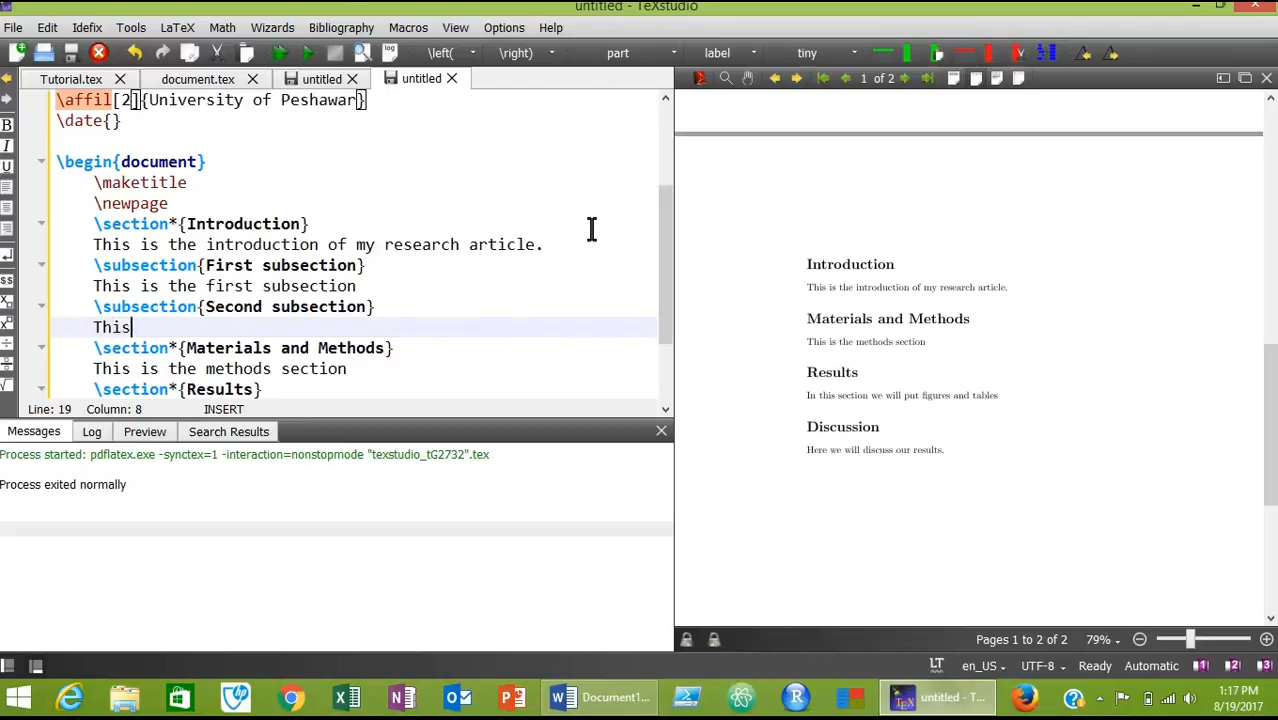 untitled - TeXstudio
File Edit Idefix Tools LaTeX Math Wizards Bibliography Macros View Options Help
log \left( \right) part label tiny
Tutorial.tex document.tex untitled untitled 1 of 2
\affil[2]{University of Peshawar}
\date{}
\begin{document}
\maketitle
\newpage
\section*{Introduction}
This is the introduction of my research article.
\subsection{First subsection}
This is the first subsection
\subsection{Second subsection}
This
\section*{Materials and Methods}
This is the methods section
\section*{Results}
Line: 19 Column: 8 INSERT
Messages Log Preview Search Results
Process started: pdflatex.exe -synctex=1 -interaction=nonstopmode "texstudio_tG2732".tex
Process exited normally
Introduction
This is the introduction of my research article.
Materials and Methods
This is the methods section
Results
In this section we will put figures and tables
Discussion
Here we will discuss our results.
Pages 1 to 2 of 2 79%
LT en_US UTF-8 Ready Automatic 1 2 3
Document1... untitled - T... 1:17 PM
8/19/2017